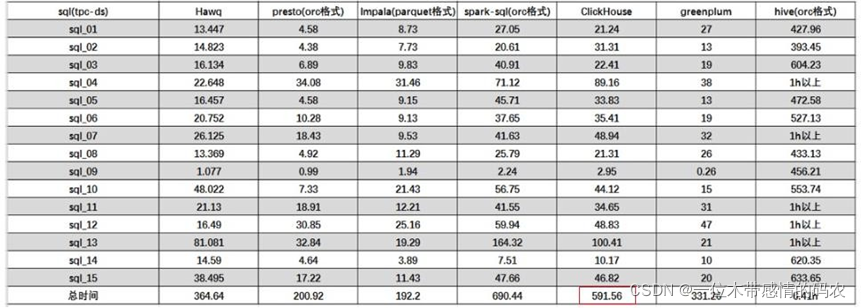 sql(tpc-ds) Hawq presto(orc格式) Impala(parquet格式) spark-sql(orc格式) ClickHouse greenplum hive(orc格式)
sql_01 13.447 4.58 8.73 27.05 21.24 27 427.96
sql_02 14.823 4.38 7.73 20.61 31.31 13 393.45
sql_03 16.134 6.89 9.83 40.91 22.41 19 604.23
sql_04 22.648 34.08 31.46 71.12 89.16 38 1h以上
sql_05 16.457 4.58 9.15 45.71 33.83 13 472.58
sql_06 20.752 10.28 9.13 37.65 35.41 19 527.13
sql_07 26.125 18.43 9.53 41.63 48.94 32 1h以上
sql_08 13.369 4.92 11.29 25.79 21.31 26 433.13
sql_09 1.077 0.99 1.94 2.24 2.95 0.26 456.21
sql_10 48.022 7.33 21.43 56.75 44.12 15 553.74
sql_11 21.13 18.91 12.21 41.55 34.65 31 1h以上
sql_12 16.49 30.85 25.16 59.94 48.83 47 1h以上
sql_13 81.081 32.84 19.29 164.32 100.41 21 1h以上
sql_14 14.59 4.64 3.89 7.51 10.17 10 620.35
sql_15 38.495 17.22 11.43 47.66 46.82 20 633.65
总时间 364.64 200.92 192.2 690.44 591.56 331.26
CSDN @一位木带感情的码农